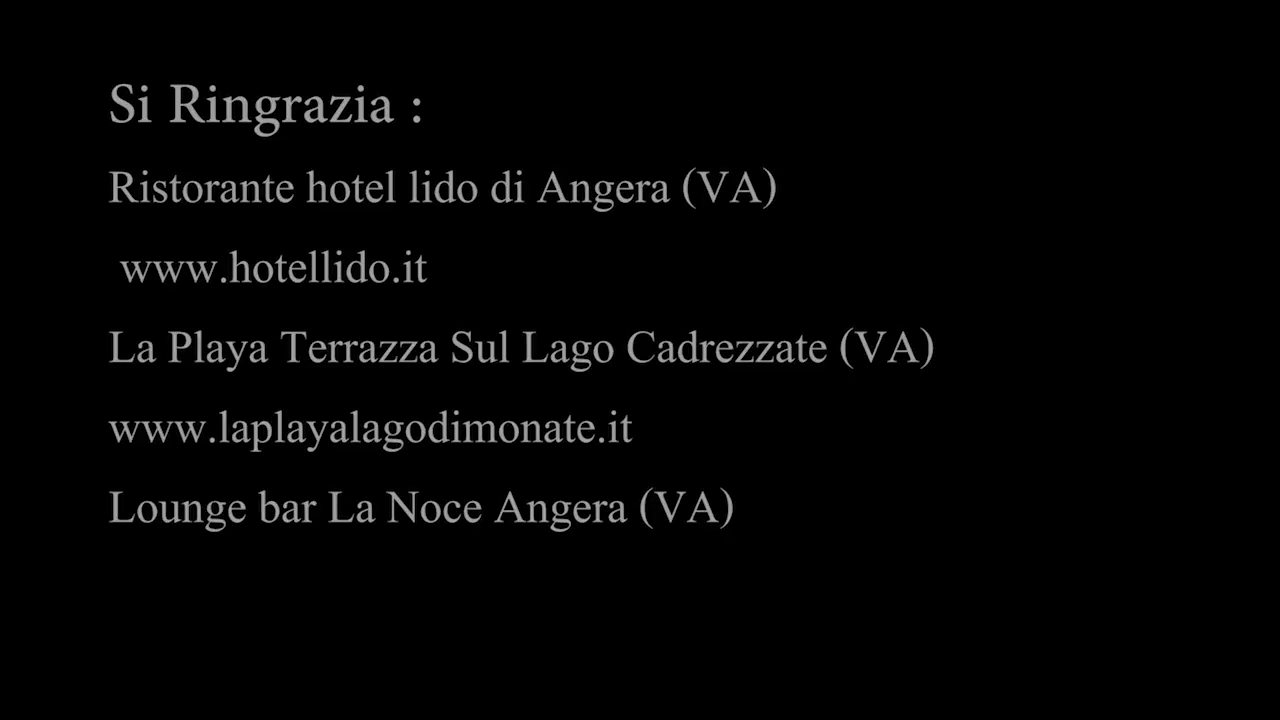 Si Ringrazia :
Ristorante hotel lido di Angera (VA)
www.hotellido.it
La Playa Terrazza Sul Lago Cadrezzate (VA)
www.laplayalagodimonate.it
Lounge bar La Noce Angera (VA)